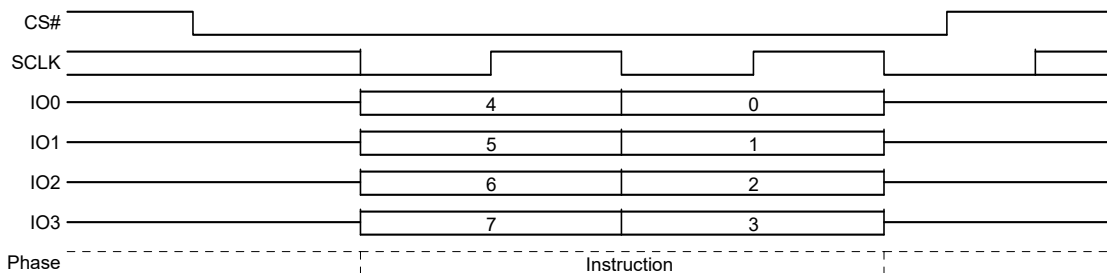 CS#
SCLK
IO0 4 0
IO1 5 1
IO2 6 2
IO3 7 3
Phase Instruction